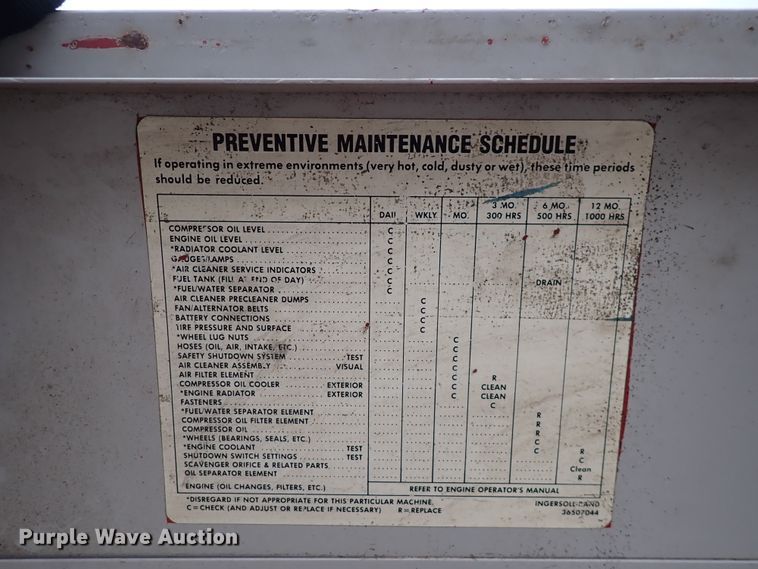 PREVENTIVE MAINTENANCE SCHEDULE
If operating in extreme environments (very hot, cold, dusty or wet), these time periods
should be reduced.
3 MO. 6 MO. 12 MO.
DAILY WKLY MO. 300 HRS 500 HRS 1000 HRS
COMPRESSOR OIL LEVEL C
ENGINE OIL LEVEL C
*RADIATOR COOLANT LEVEL C
GAUGES/LAMPS C
*AIR CLEANER SERVICE INDICATORS C
FUEL TANK (FILL AT END OF DAY) C DRAIN
*FUEL/WATER SEPARATOR C
AIR CLEANER PRECLEANER DUMPS C
FAN/ALTERNATOR BELTS C
BATTERY CONNECTIONS C
TIRE PRESSURE AND SURFACE C
*WHEEL LUG NUTS C
HOSES (OIL, AIR, INTAKE, ETC.) C
SAFETY SHUTDOWN SYSTEM TEST C
AIR CLEANER ASSEMBLY VISUAL C
AIR FILTER ELEMENT C R
COMPRESSOR OIL COOLER EXTERIOR C CLEAN
*ENGINE RADIATOR EXTERIOR C CLEAN
FASTENERS C
*FUEL/WATER SEPARATOR ELEMENT R
COMPRESSOR OIL FILTER ELEMENT R
COMPRESSOR OIL R
*WHEELS (BEARINGS, SEALS, ETC.) C
*ENGINE COOLANT TEST C R
SHUTDOWN SWITCH SETTINGS TEST C
SCAVENGER ORIFICE & RELATED PARTS Clean
OIL SEPARATOR ELEMENT R
ENGINE (OIL CHANGES, FILTERS, ETC.) REFER TO ENGINE OPERATOR'S MANUAL
*DISREGARD IF NOT APPROPRIATE FOR THIS PARTICULAR MACHINE. INGERSOLL-RAND
C=CHECK (AND ADJUST OR REPLACE IF NECESSARY) R=REPLACE 36507044
Purple Wave Auction